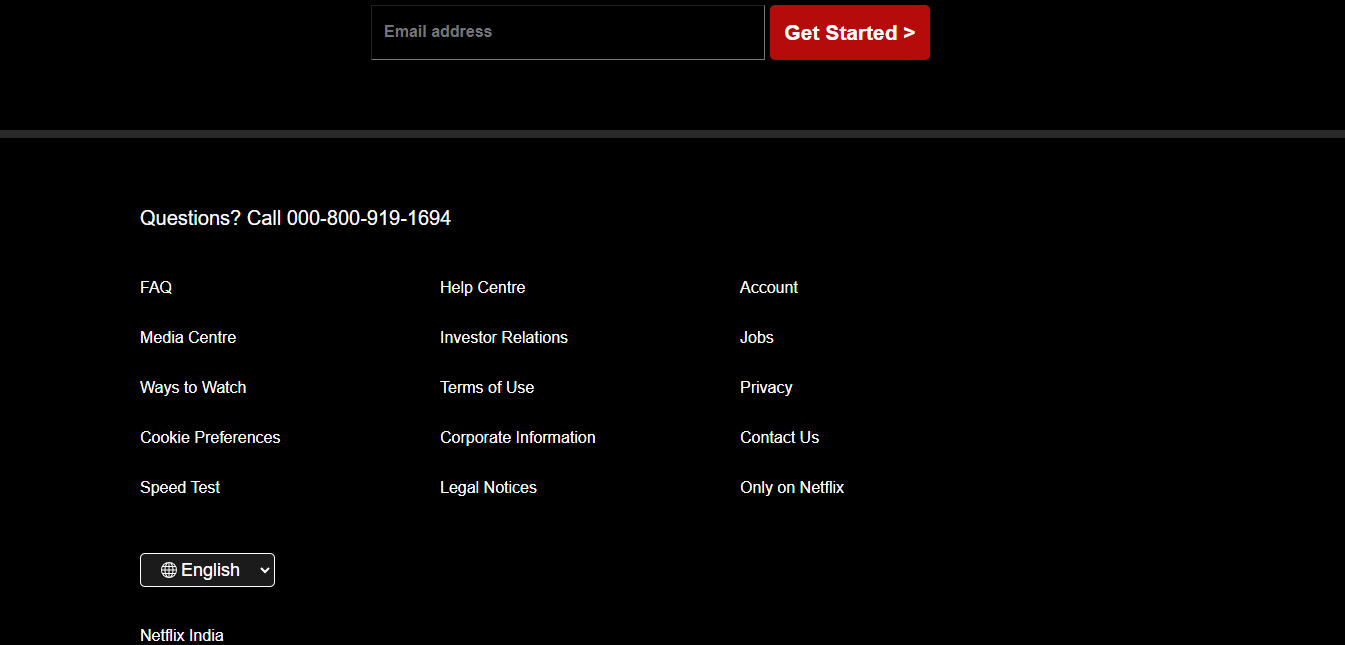 Email address
Get Started >
Questions? Call 000-800-919-1694
FAQ
Help Centre
Account
Media Centre
Investor Relations
Jobs
Ways to Watch
Terms of Use
Privacy
Cookie Preferences
Corporate Information
Contact Us
Speed Test
Legal Notices
Only on Netflix
English
Netflix India